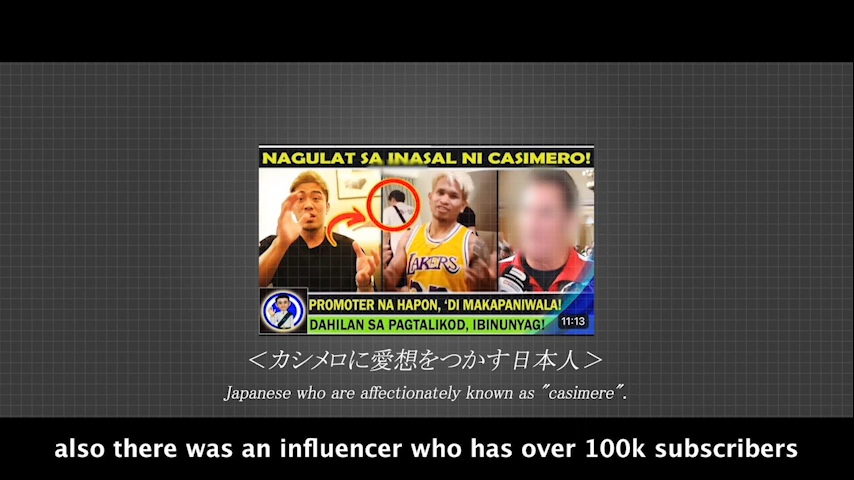 NAGULAT SA INASAL NI CASIMERO!
LAKERS
PROMOTER NA HAPON, 'DI MAKAPANIWALA!
DAHILAN SA PAGTALIKOD, IBINUNYAG!
11:13
＜カシメロに愛想をつかす日本人＞
Japanese who are affectionately known as "casimere".
also there was an influencer who has over 100k subscribers